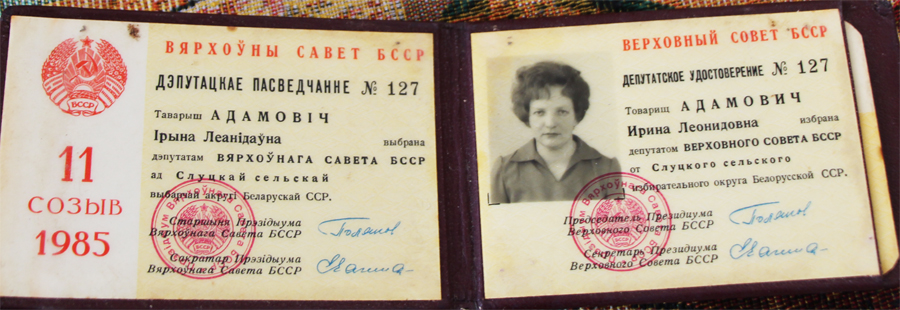 БССР
11
СОЗЫВ
1985
ВЯРХОЎНЫ САВЕТ БССР
ДЭПУТАЦКАЕ ПАСВЕДЧАННЕ № 127
Таварыш АДАМОВІЧ
Ірына Леанідаўна выбрана
дэпутатам ВЯРХОЎНАГА САВЕТА БССР
ад Слуцкай сельскай
выбарчай акругі Беларускай ССР.
Старшыня Прэзідыума
Вярхоўнага Савета БССР
Сакратар Прэзідыума
Вярхоўнага Савета БССР
ВЕРХОВНЫЙ СОВЕТ БССР
ДЕПУТАТСКОЕ УДОСТОВЕРЕНИЕ № 127
Товарищ АДАМОВИЧ
Ирина Леонидовна избрана
депутатом ВЕРХОВНОГО СОВЕТА БССР
от Слуцкого сельского
избирательного округа Белорусской ССР.
Председатель Президиума
Верховного Совета БССР
Секретарь Президиума
Верховного Совета БССР